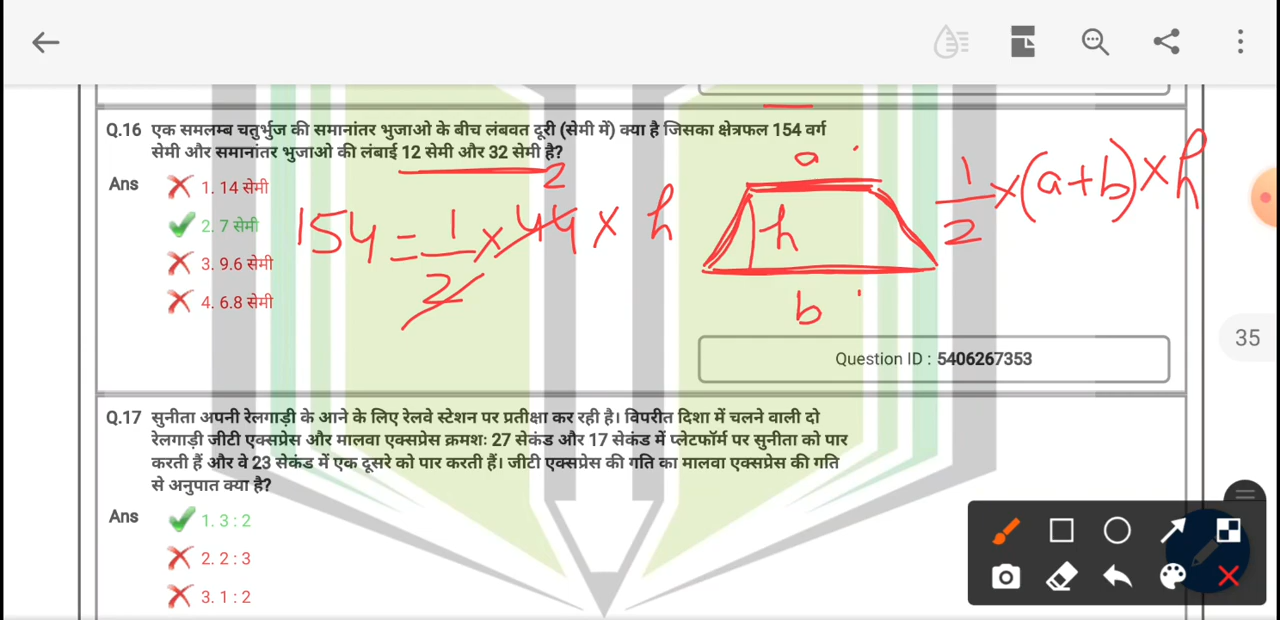 Q.16 एक समलम्ब चतुर्भुज की समानांतर भुजाओ के बीच लंबवत दूरी (सेमी में) क्या है जिसका क्षेत्रफल 154 वर्ग
सेमी और समानांतर भुजाओ की लंबाई 12 सेमी और 32 सेमी है?
Ans 1. 14 सेमी
2. 7 सेमी
3. 9.6 सेमी
4. 6.8 सेमी
2
154 = 1/2 × 44 × h
a
h
b
1/2 × (a+b) × h
35
Question ID : 5406267353
Q.17 सुनीता अपनी रेलगाड़ी के आने के लिए रेलवे स्टेशन पर प्रतीक्षा कर रही है। विपरीत दिशा में चलने वाली दो
रेलगाड़ी जीटी एक्सप्रेस और मालवा एक्सप्रेस क्रमशः 27 सेकंड और 17 सेकंड में प्लेटफॉर्म पर सुनीता को पार
करती हैं और वे 23 सेकंड में एक दूसरे को पार करती हैं। जीटी एक्सप्रेस की गति का मालवा एक्सप्रेस की गति
से अनुपात क्या है?
Ans 1. 3 : 2
2. 2 : 3
3. 1 : 2